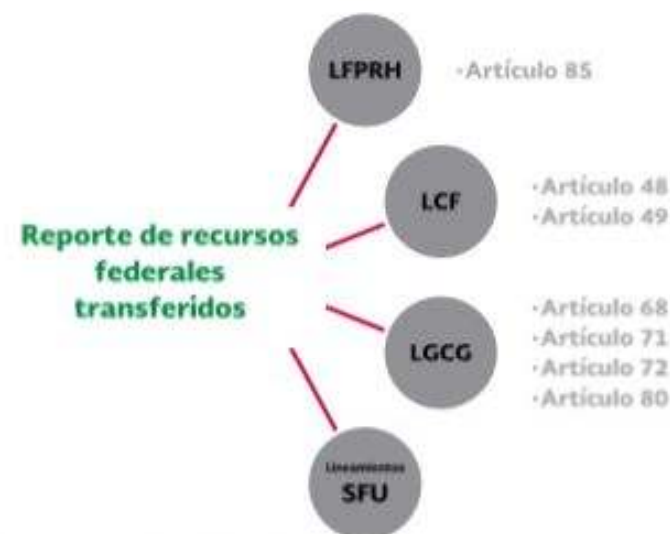 LFPRH
·Artículo 85
LCF
·Artículo 48
·Artículo 49
Reporte de recursos
federales
transferidos
LGCG
·Artículo 68
·Artículo 71
·Artículo 72
·Artículo 80
Lineamientos
SFU